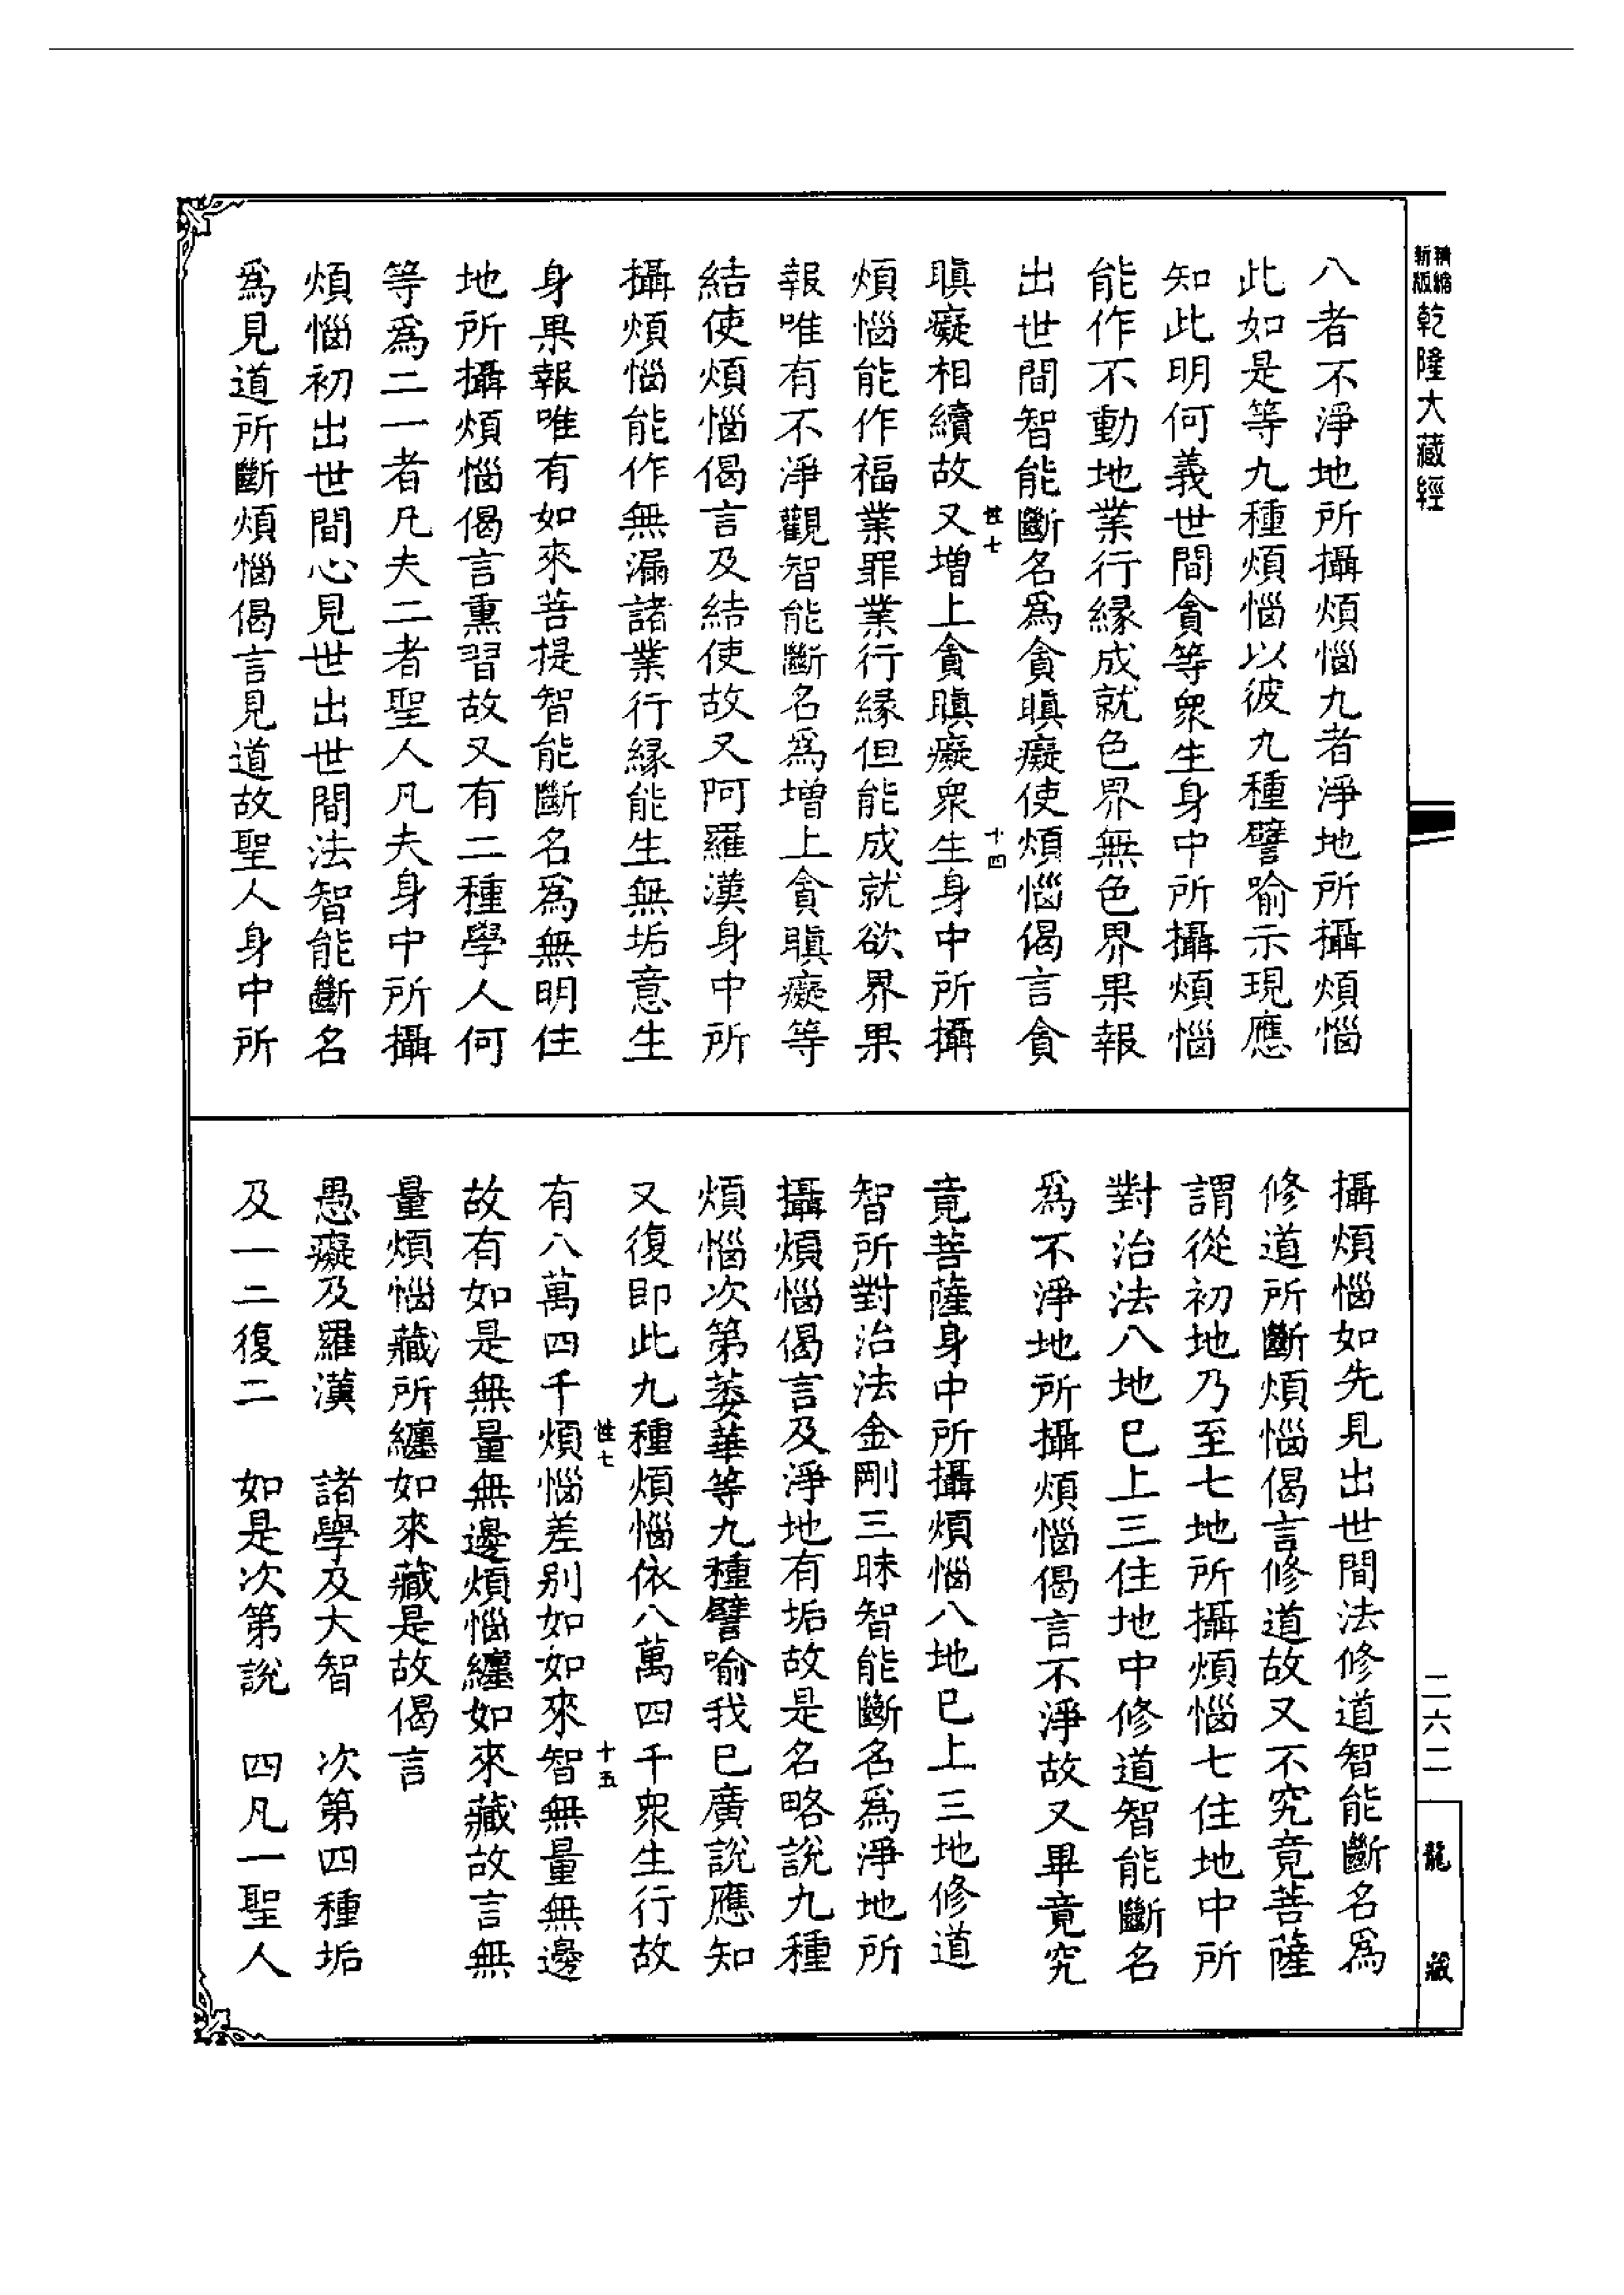 精縮新版乾隆大藏經
八者不淨地所攝煩惱九者淨地所攝煩惱
此如是等九種煩惱以彼九種譬喻示現應
知此明何義世間貪等衆生身中所攝煩惱
能作不動地業行緣成就色界無色界果報
出世間智能斷名爲貪瞋癡使煩惱偈言貪
瞋癡相續故又增上貪瞋癡衆生身中所攝
性七
十四
煩惱能作福業罪業行緣但能成就欲界果
報唯有不淨觀智能斷名爲增上貪瞋癡等
結使煩惱偈言及結使故又阿羅漢身中所
攝煩惱能作無漏諸業行緣能生無垢意生
身果報唯有如來菩提智能斷名爲無明住
地所攝煩惱偈言熏習故又有二種學人何
等爲二一者凡夫二者聖人凡夫身中所攝
煩惱初出世間心見世出世間法智能斷名
爲見道所斷煩惱偈言見道故聖人身中所
攝煩惱如先見出世間法修道智能斷名爲
修道所斷煩惱偈言修道故又不究竟菩薩
謂從初地乃至七地所攝煩惱七住地中所
對治法八地已上三住地中修道智能斷名
爲不淨地所攝煩惱偈言不淨故又畢竟究
竟菩薩身中所攝煩惱八地已上三地修道
智所對治法金剛三昧智能斷名爲淨地所
攝煩惱偈言及淨地有垢故是名略說九種
煩惱次第萎華等九種譬喻我已廣說應知
又復即此九種煩惱依八萬四千衆生行故
性七
十五
有八萬四千煩惱差別如如來智無量無邊
故有如是無量無邊煩惱纏如來藏故言無
量煩惱藏所纏如來藏是故偈言
愚癡及羅漢　諸學及大智　次第四種垢
及一二復二　如是次第說　四凡一聖人
二六二
龍藏